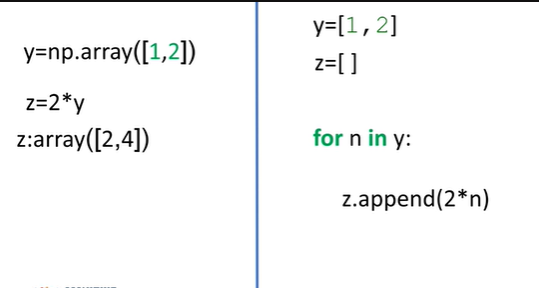 y=np.array([1,2])
z=2*y
z:array([2,4])
y=[1,2]
z=[ ]
for n in y:
z.append(2*n)